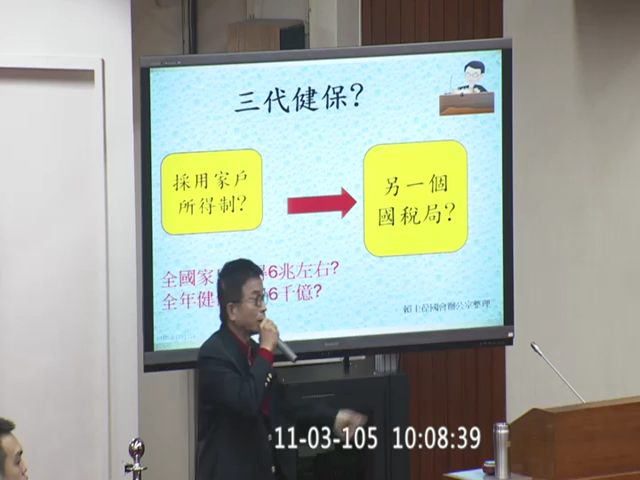 三代健保?
採用家戶
所得制?
另一個
國稅局?
全國家 6兆左右?
全年健 6千億?
國會辦公室整理
11-03-105 10:08:39